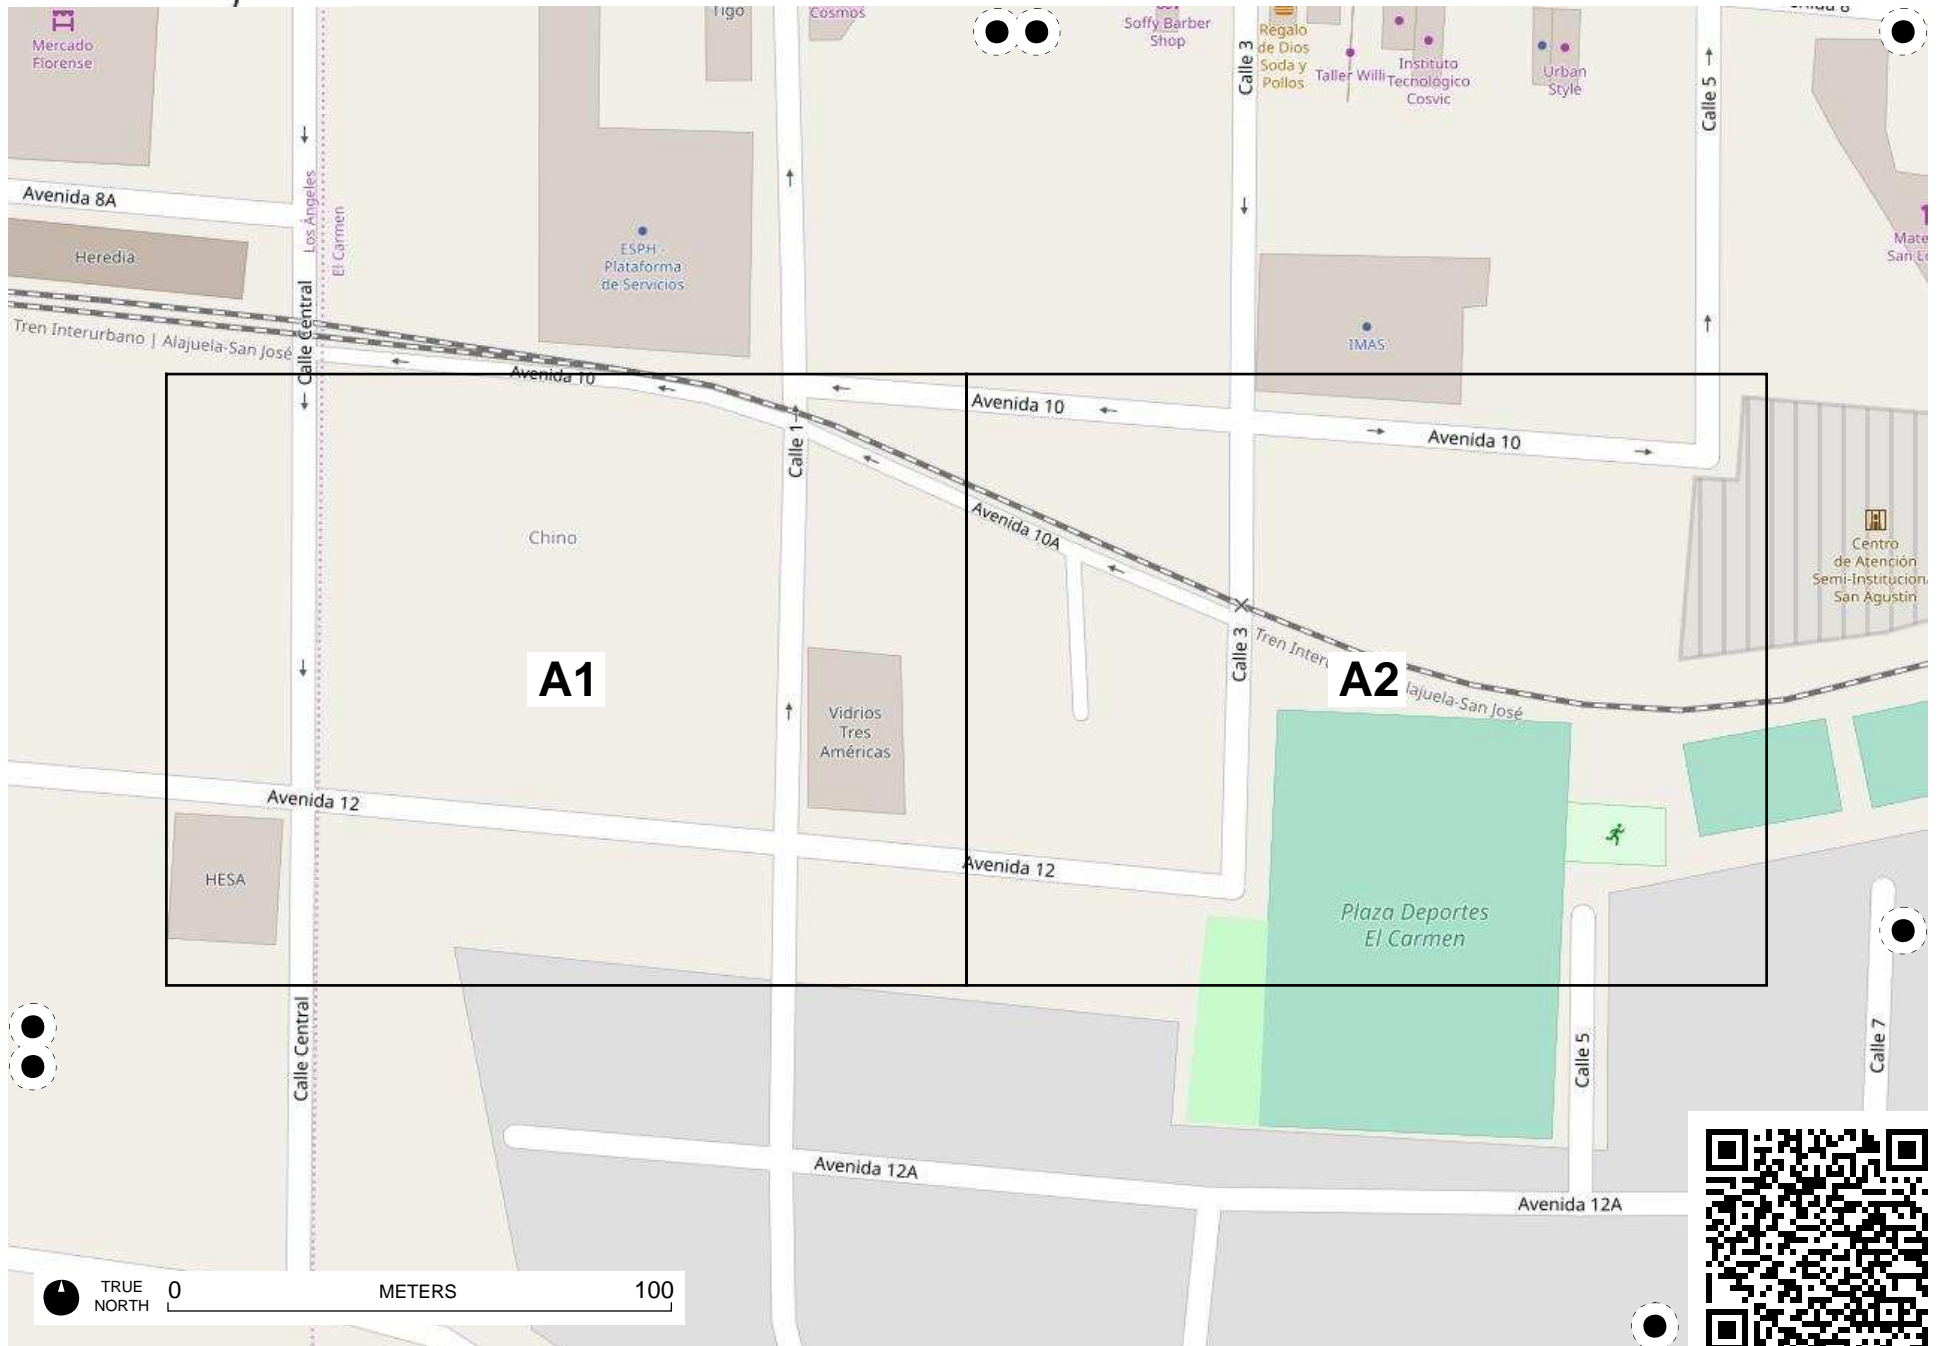 Mercado
Florense
Tigo
Cosmos
Soffy Barber
Shop
Calle 3
Regalo
de Dios
Soda y
Pollos
Taller Willi
Instituto
Tecnológico
Cosvic
Urban
Style
Calle 5
Avenida 8A
Los Ángeles
El Carmen
Heredia
ESPH -
Plataforma
de Servicios
Calle Central
Tren Interurbano | Alajuela-San José
IMAS
Avenida 10
Avenida 10
Avenida 10
Calle 1
Avenida 10A
Chino
Centro
de Atención
Semi-Institucion
San Agustín
Calle 3
A1
A2
Tren Inter
lajuela-San José
Vidrios
Tres
Américas
Avenida 12
Avenida 12
HESA
Plaza Deportes
El Carmen
Calle Central
Calle 5
Calle 7
Avenida 12A
Avenida 12A
TRUE
NORTH
0 METERS 100